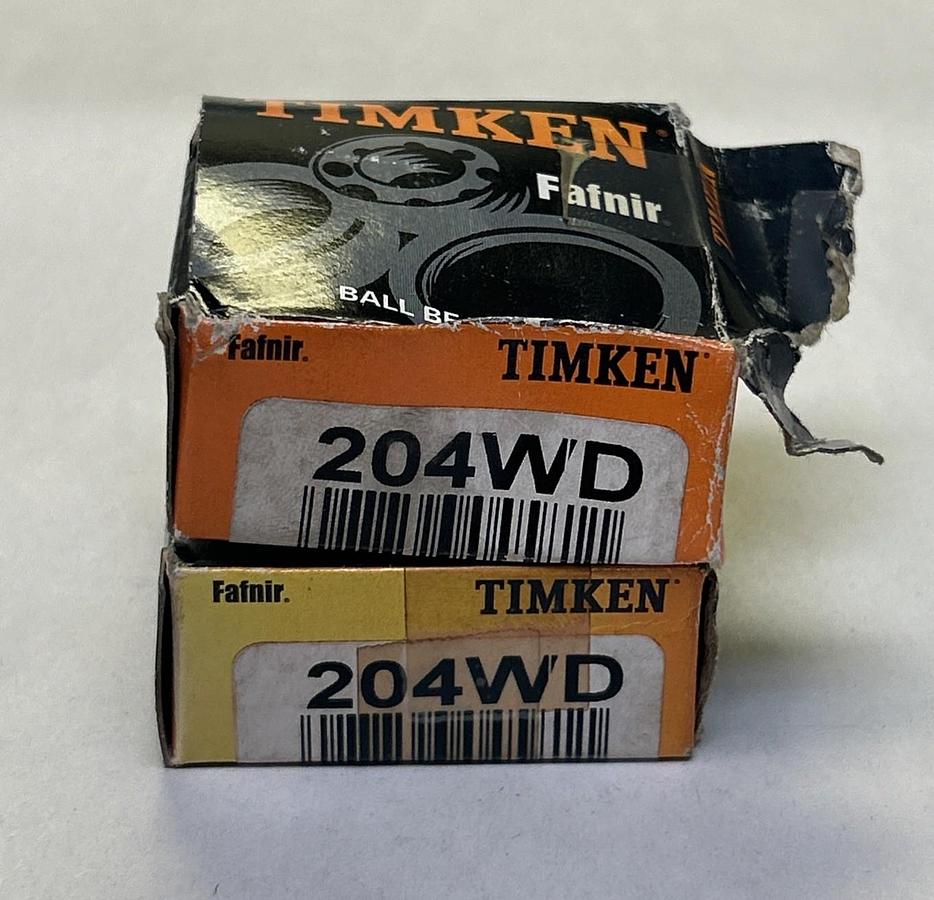 TIMKEN
Fafnir
BALL BE
Fafnir. TIMKEN
204WD
Fafnir. TIMKEN
204WD